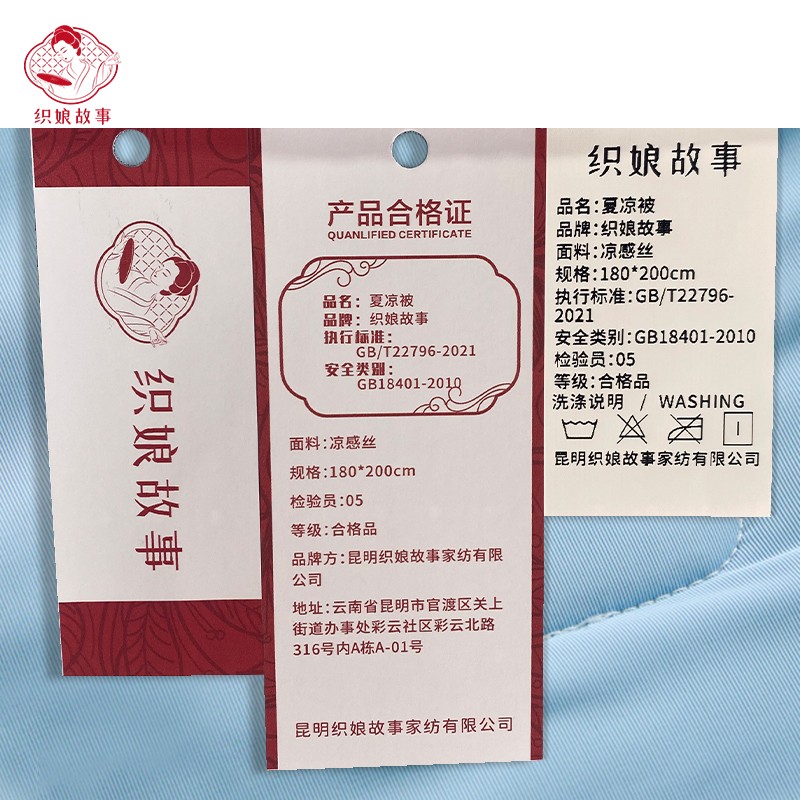 织娘故事
织娘故事
产品合格证
QUANLIFIED CERTIFICATE
品名：夏凉被
品牌：织娘故事
执行标准：
GB/T22796-2021
安全类别：
GB18401-2010
面料:凉感丝
规格:180*200cm
检验员:05
等级:合格品
品牌方:昆明织娘故事家纺有限
公司
地址:云南省昆明市官渡区关上
街道办事处彩云社区彩云北路
316号内A栋A-01号
昆明织娘故事家纺有限公司
织娘故事
品名:夏凉被
品牌:织娘故事
面料:凉感丝
规格:180*200cm
执行标准:GB/T22796-
2021
安全类别:GB18401-2010
检验员:05
等级:合格品
洗涤说明 / WASHING
昆明织娘故事家纺有限公司